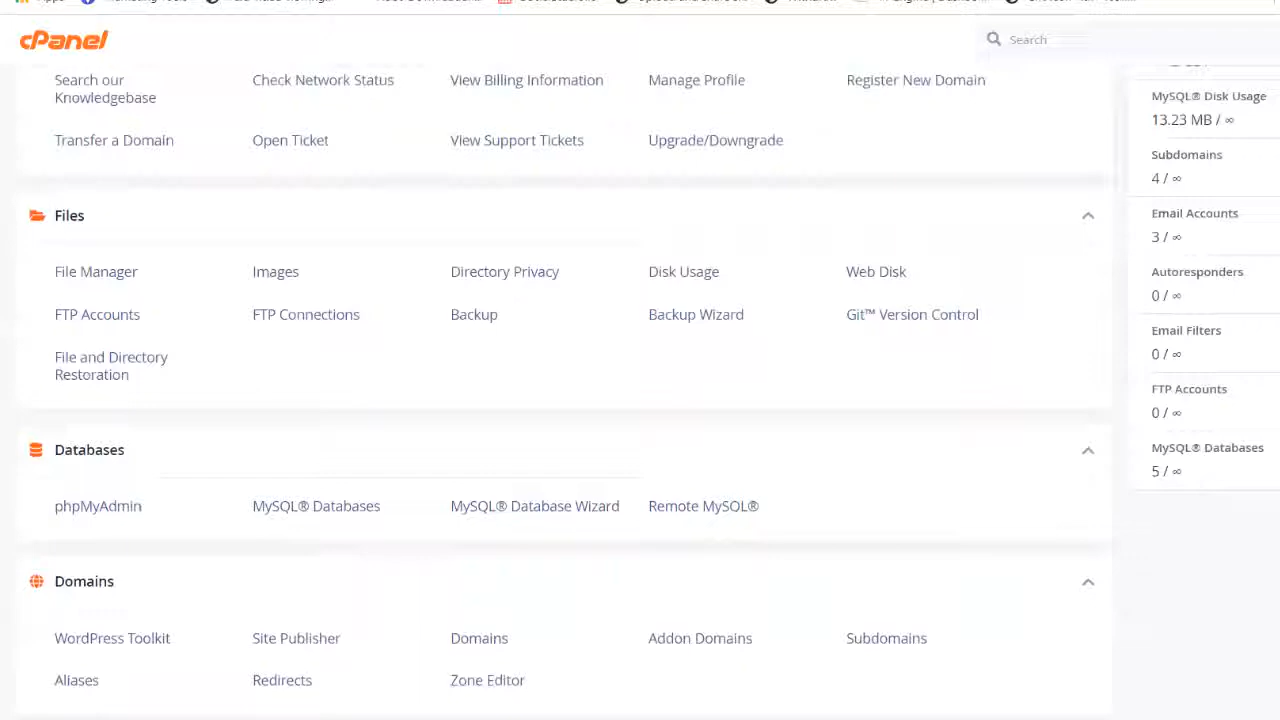 Apps
cPanel
Search
Search our
Knowledgebase
Check Network Status
View Billing Information
Manage Profile
Register New Domain
Transfer a Domain
Open Ticket
View Support Tickets
Upgrade/Downgrade
Files
File Manager
Images
Directory Privacy
Disk Usage
Web Disk
FTP Accounts
FTP Connections
Backup
Backup Wizard
Git™ Version Control
File and Directory
Restoration
Databases
phpMyAdmin
MySQL® Databases
MySQL® Database Wizard
Remote MySQL®
Domains
WordPress Toolkit
Site Publisher
Domains
Addon Domains
Subdomains
Aliases
Redirects
Zone Editor
MySQL® Disk Usage
13.23 MB / ∞
Subdomains
4 / ∞
Email Accounts
3 / ∞
Autoresponders
0 / ∞
Email Filters
0 / ∞
FTP Accounts
0 / ∞
MySQL® Databases
5 / ∞